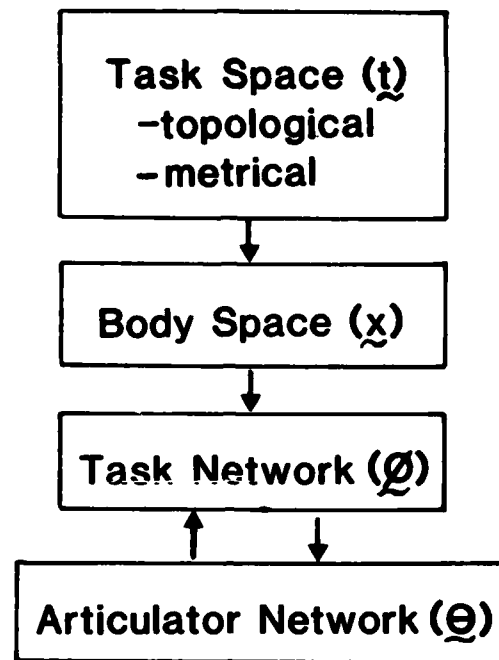 Task Space (t̰)
-topological
-metrical
Body Space (x̰)
Task Network (Ø̰)
Articulator Network (Θ̰)